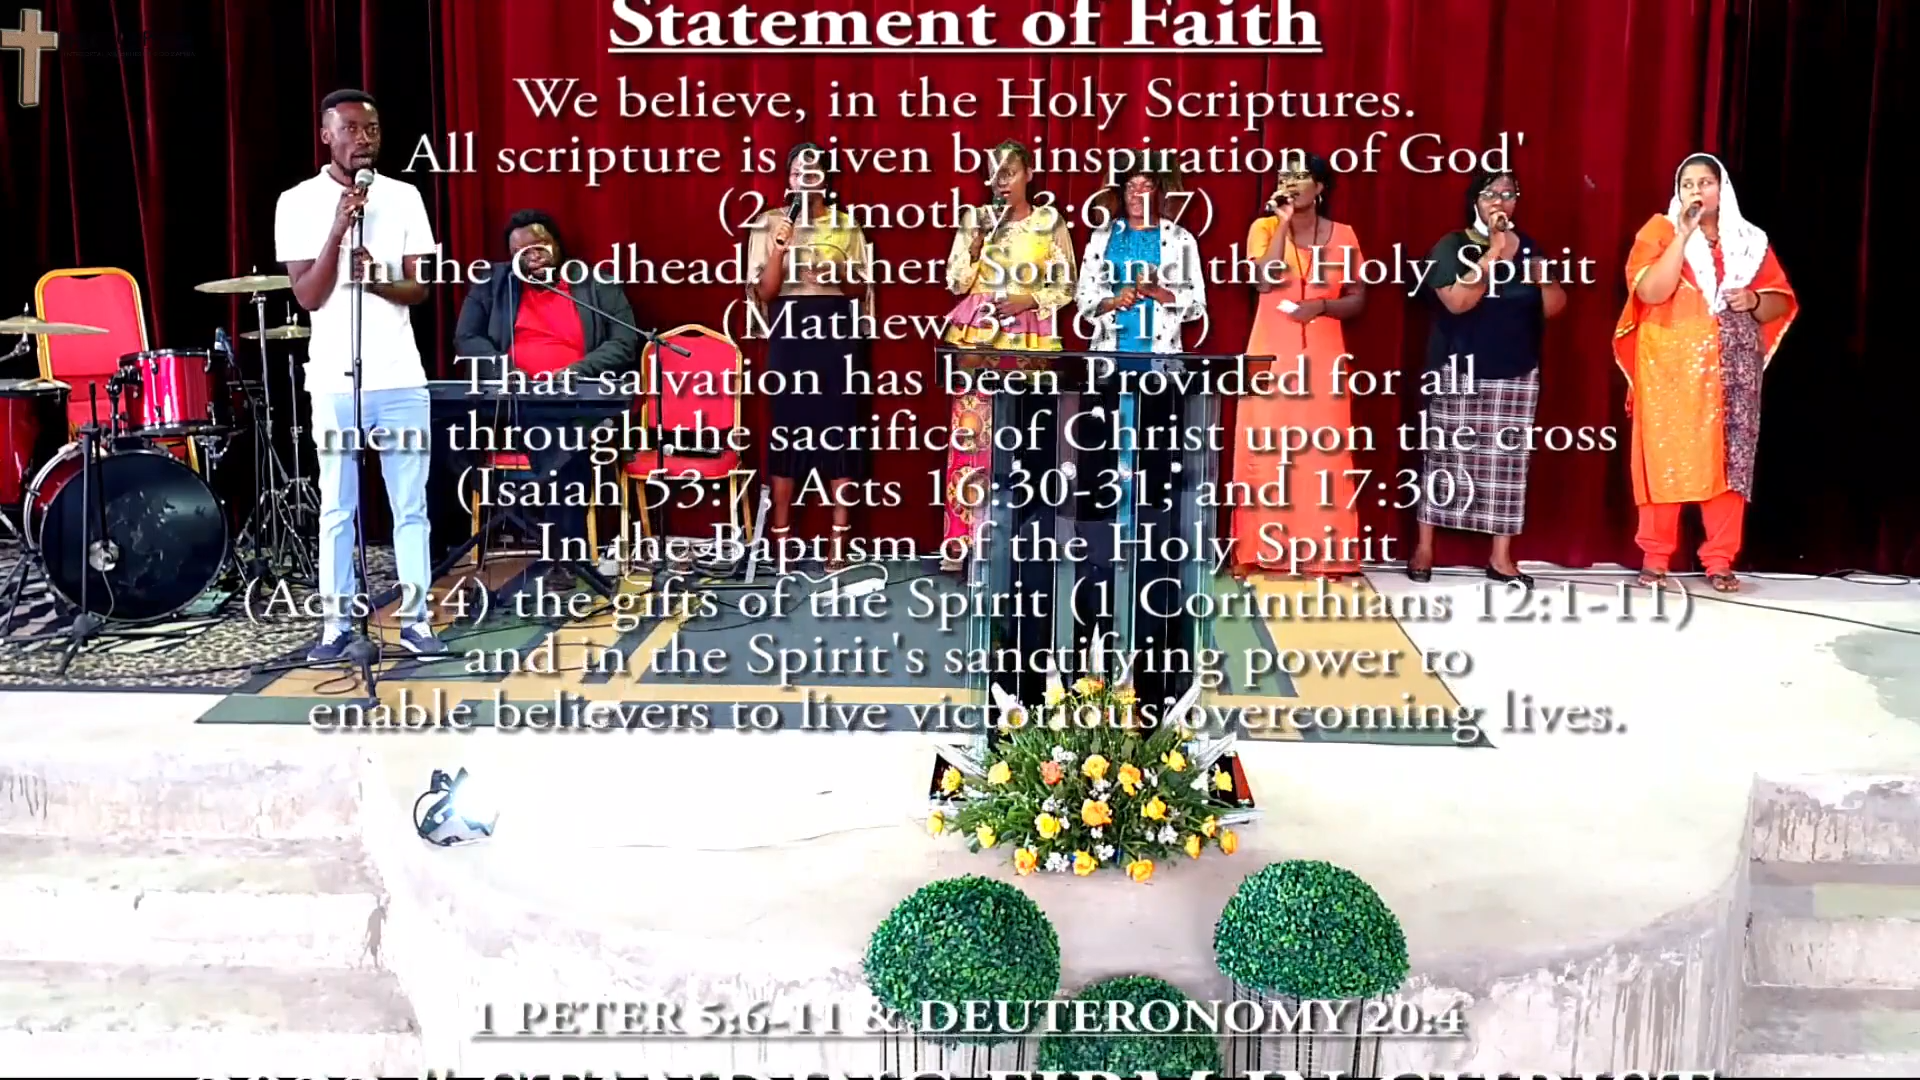 Statement of Faith
We believe, in the Holy Scriptures.
All scripture is given by inspiration of God'
(2 Timothy 3:6,17)
In the Godhead: Father, Son and the Holy Spirit
(Mathew 3: 16-17)
That salvation has been Provided for all
men through the sacrifice of Christ upon the cross
(Isaiah 53:7, Acts 16:30-31; and 17:30)
In the Baptism of the Holy Spirit
(Acts 2:4) the gifts of the Spirit (1 Corinthians 12:1-11)
and in the Spirit's sanctifying power to
enable believers to live victorious overcoming lives.
1 PETER 5:6-11 & DEUTERONOMY 20:4